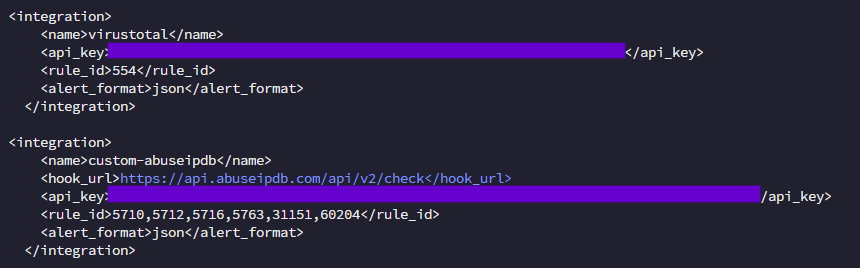 <integration>
<name>virustotal</name>
<api_key></api_key>
<rule_id>554</rule_id>
<alert_format>json</alert_format>
</integration>
<integration>
<name>custom-abuseipdb</name>
<hook_url>https://api.abuseipdb.com/api/v2/check</hook_url>
<api_key>/api_key>
<rule_id>5710,5712,5716,5763,31151,60204</rule_id>
<alert_format>json</alert_format>
</integration>